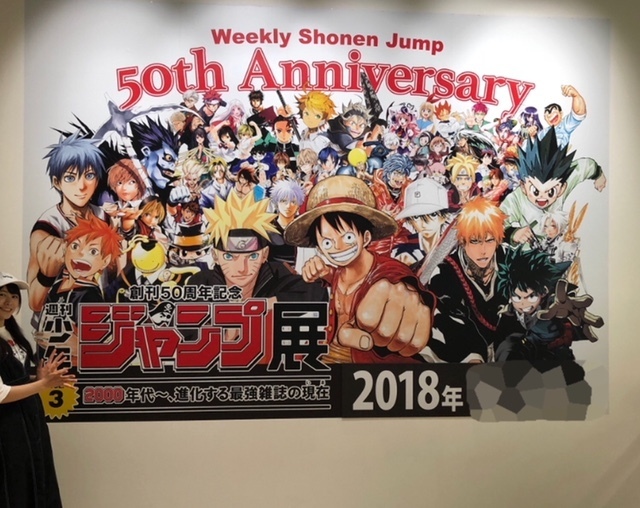 Weekly Shonen Jump
50th Anniversary
創刊50周年記念
週刊少年
ジャンプ展
VOL.3
2000年代〜、進化する最強雑誌の現在
2018年